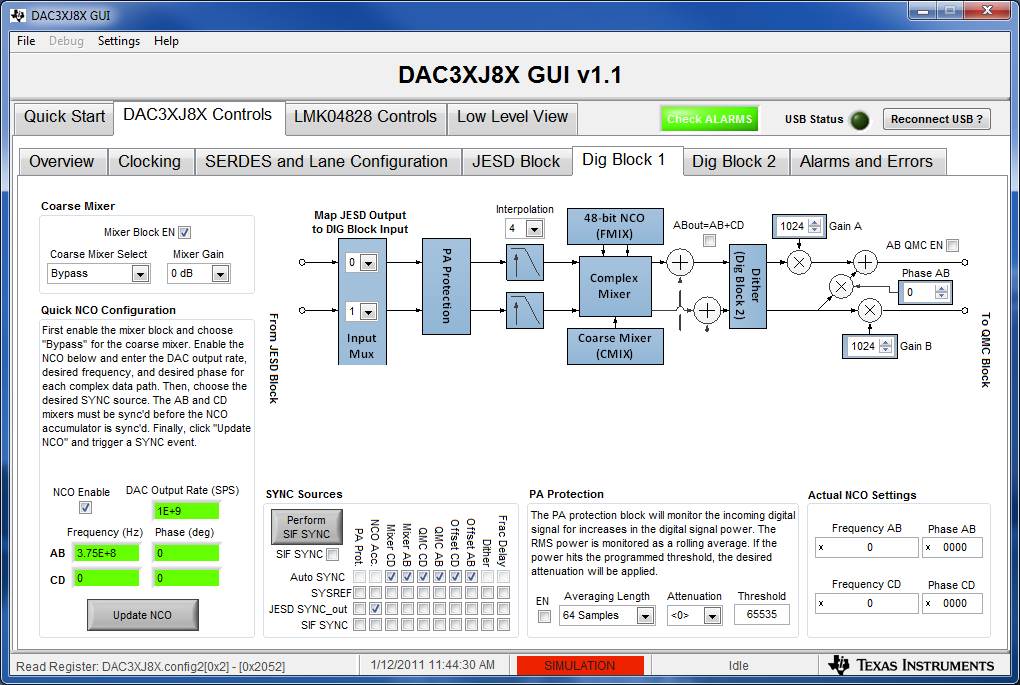 DAC3XJ8X GUI
File Debug Settings Help
DAC3XJ8X GUI v1.1
Quick Start DAC3XJ8X Controls LMK04828 Controls Low Level View
Check ALARMS USB Status Reconnect USB ?
Overview Clocking SERDES and Lane Configuration JESD Block Dig Block 1 Dig Block 2 Alarms and Errors
Coarse Mixer
Mixer Block EN
Coarse Mixer Select Mixer Gain
Bypass 0 dB
Quick NCO Configuration
First enable the mixer block and choose
"Bypass" for the coarse mixer. Enable the
NCO below and enter the DAC output rate,
desired frequency, and desired phase for
each complex data path. Then, choose the
desired SYNC source. The AB and CD
mixers must be sync'd before the NCO
accumulator is sync'd. Finally, click "Update
NCO" and trigger a SYNC event.
NCO Enable DAC Output Rate (SPS)
1E+9
Frequency (Hz) Phase (deg)
AB 3.75E+8 0
CD 0 0
Update NCO
From JESD Block
Map JESD Output
to DIG Block Input
0
1
Input
Mux
PA Protection
Interpolation
4
48-bit NCO
(FMIX)
Complex
Mixer
Coarse Mixer
(CMIX)
ABout=AB+CD
Dither
(Dig Block 2)
1024 Gain A
AB QMC EN
Phase AB
0
1024 Gain B
To QMC Block
SYNC Sources
Perform
SIF SYNC
SIF SYNC
PA Prot.
NCO Acc.
Mixer CD
Mixer AB
QMC CD
QMC AB
Offset CD
Offset AB
Dither
Frac Delay
Auto SYNC
SYSREF
JESD SYNC_out
SIF SYNC
PA Protection
The PA protection block will monitor the incoming digital
signal for increases in the digital signal power. The
RMS power is monitored as a rolling average. If the
power hits the programmed threshold, the desired
attenuation will be applied.
EN Averaging Length Attenuation Threshold
64 Samples <0> 65535
Actual NCO Settings
Frequency AB Phase AB
x 0 x 0000
Frequency CD Phase CD
x 0 x 0000
Read Register: DAC3XJ8X.config2[0x2] - [0x2052] 1/12/2011 11:44:30 AM SIMULATION Idle TEXAS INSTRUMENTS